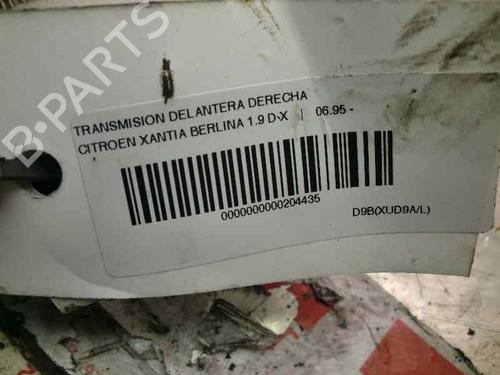 B-PARTS
TRANSMISION DELANTERA DERECHA
CITROEN XANTIA BERLINA 1.9 D-X | 06.95 -
0000000000204435
D9B(XUD9A/L)